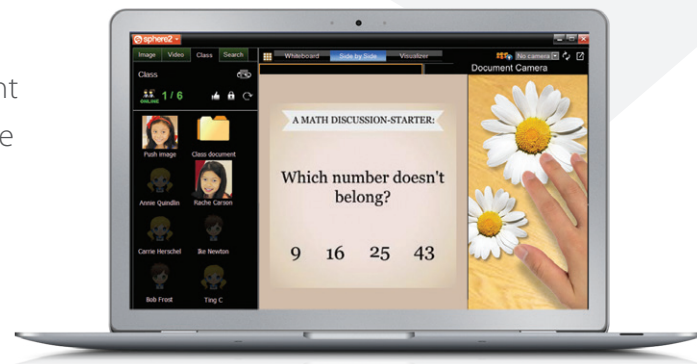 nt
e
sphere2
Image Video Class Search
Whiteboard Side by Side Visualizer
No camera
Document Camera
Class
ONLINE 1 / 6
Push image Class document
Annie Quindlin Rache Carson
Carrie Herschel Ike Newton
Bob Frost Ting C
A MATH DISCUSSION-STARTER:
Which number doesn't
belong?
9 16 25 43